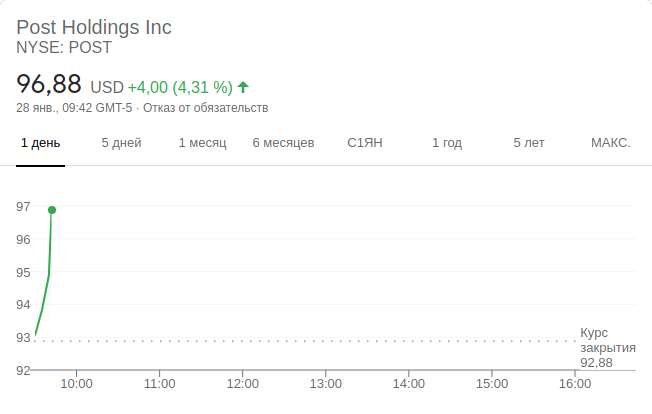 Post Holdings Inc
NYSE: POST
96,88 USD +4,00 (4,31 %)
28 янв., 09:42 GMT-5 · Отказ от обязательств
1 день 5 дней 1 месяц 6 месяцев С1ЯН 1 год 5 лет МАКС.
97
96
95
94
93
92
Курс
закрытия
92,88
10:00 11:00 12:00 13:00 14:00 15:00 16:00